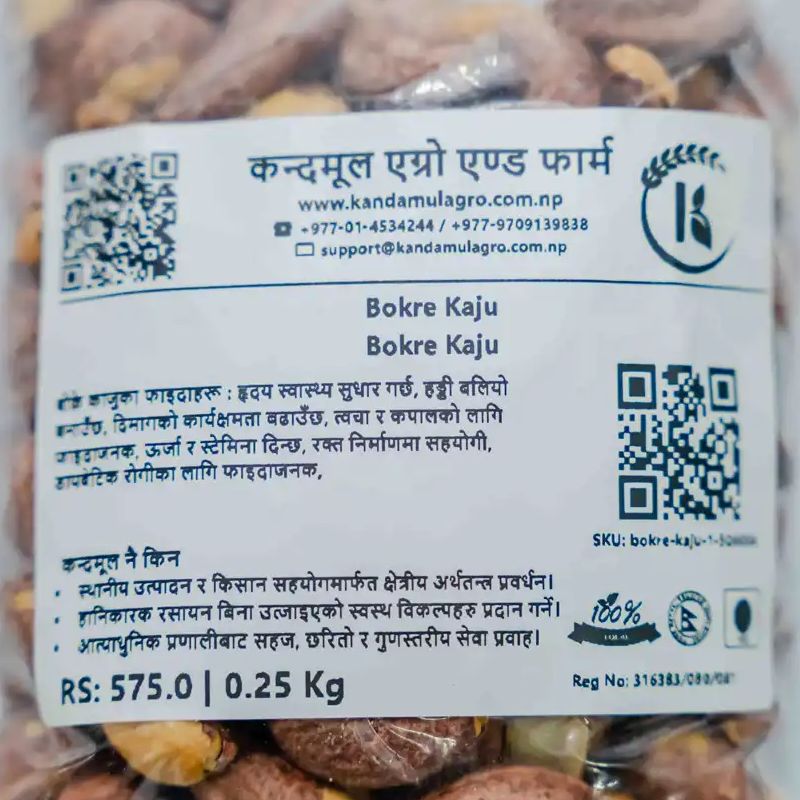 कन्दमूल एग्रो एण्ड फार्म
www.kandamulagro.com.np
+977-01-4534244 / +977-9709139838
support@kandamulagro.com.np
Bokre Kaju
Bokre Kaju
काजुका फाइदाहरू : हृदय स्वास्थ्य सुधार गर्छ, हड्डी बलियो
बनाउँछ, दिमागको कार्यक्षमता बढाउँछ, त्वचा र कपालको लागि
फाइदाजनक, ऊर्जा र स्टेमिना दिन्छ, रक्त निर्माणमा सहयोगी,
डायबेटिक रोगीका लागि फाइदाजनक,
SKU: bokre-kaju-1-
कन्दमूल नै किन
• स्थानीय उत्पादन र किसान सहयोगमार्फत क्षेत्रीय अर्थतन्त्र प्रवर्धन।
• हानिकारक रसायन बिना उत्जाइएको स्वस्थ विकल्पहरु प्रदान गर्ने।
• आत्याधुनिक प्रणालीबाट सहज, छरितो र गुणस्तरीय सेवा प्रवाह।
100%
RS: 575.0 | 0.25 Kg
Reg No: 316383/080/081